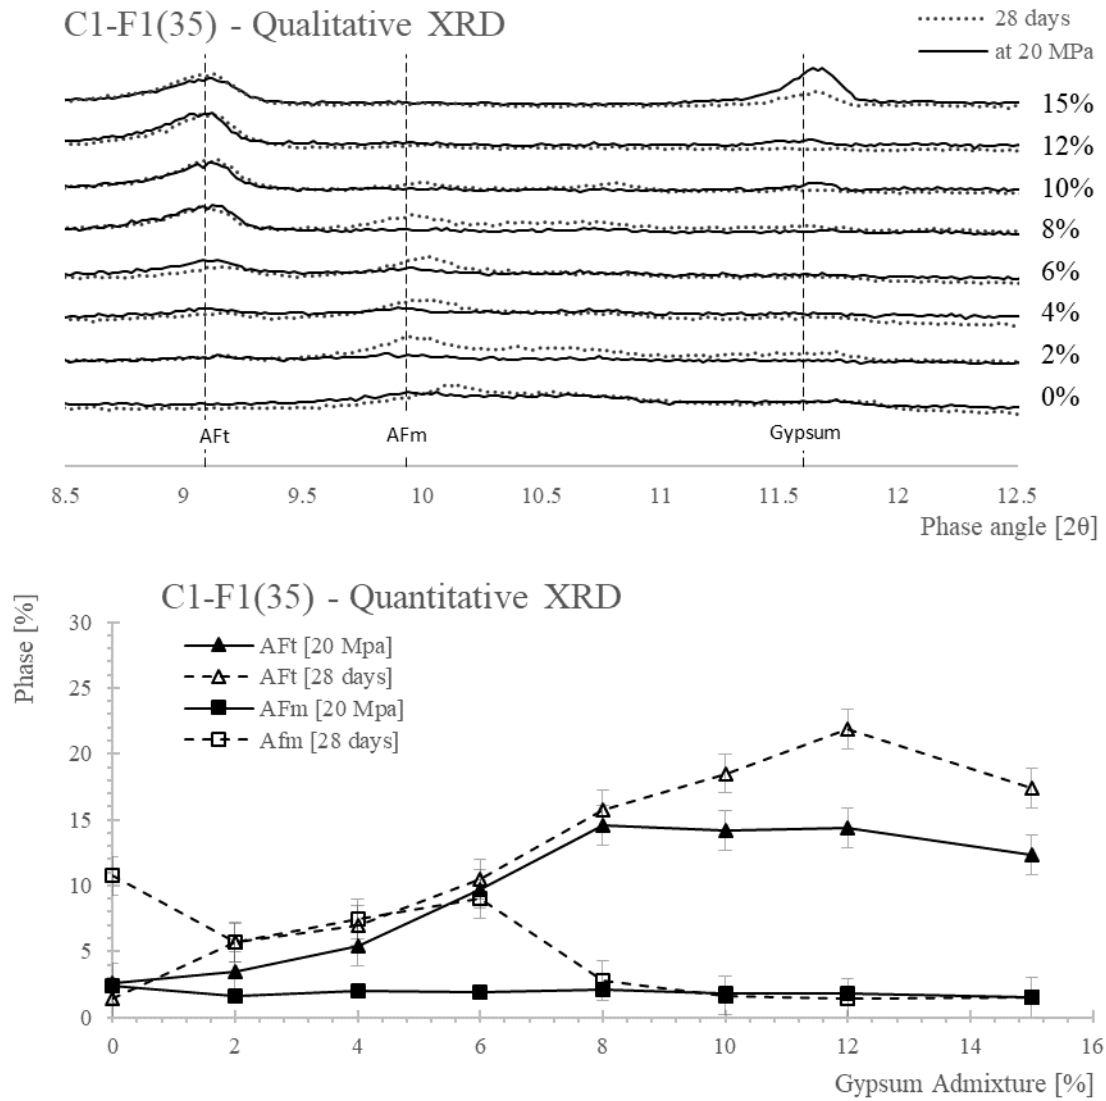 C1-F1(35) - Qualitative XRD
28 days
at 20 MPa
15%
12%
10%
8%
6%
4%
2%
0%
AFt AFm Gypsum
8.5 9 9.5 10 10.5 11 11.5 12 12.5
Phase angle [2θ]
C1-F1(35) - Quantitative XRD
Phase [%]
30
25
20
15
10
5
0
AFt [20 Mpa]
AFt [28 days]
AFm [20 Mpa]
Afm [28 days]
0 2 4 6 8 10 12 14 16
Gypsum Admixture [%]